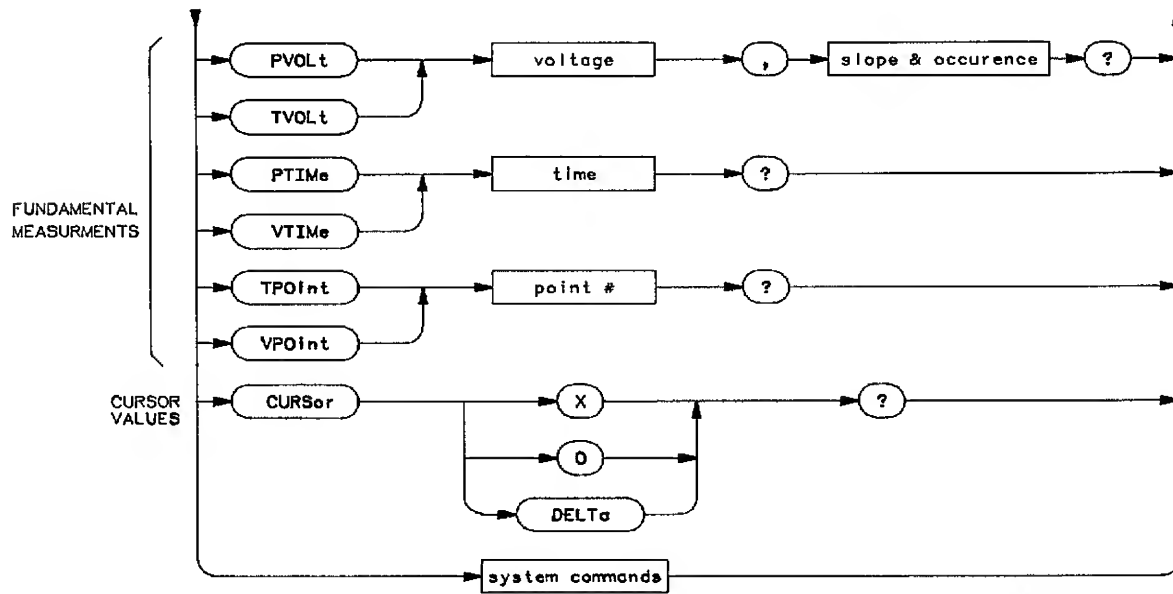 PVOLt voltage , slope & occurence ?
TVOLt
PTIMe time ?
FUNDAMENTAL
MEASURMENTS
VTIMe
TPOint point # ?
VPOint
CURSOR
VALUES
CURSor X ?
O
DELTa
system commands